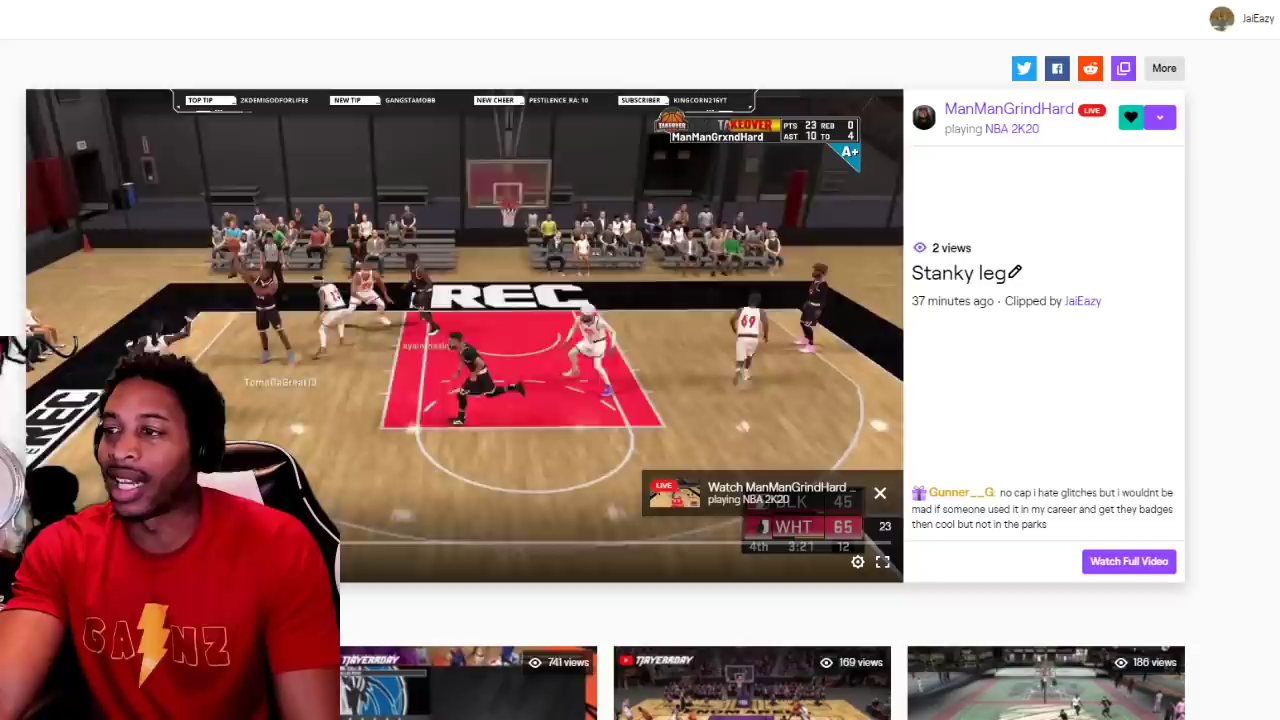 JaiEazy
More
TOP TIP 2KDEMIGODFORLIFEE NEW TIP GANGSTAMOBB NEW CHEER PESTILENCE_RA: 10 SUBSCRIBER KINGCORN216YT
TAKEOVER PTS 23 REB 0
ManManGrxndHard AST 10 TO 4
A+
ManManGrindHard LIVE
playing NBA 2K20
2 views
Stanky leg
37 minutes ago · Clipped by JaiEazy
REC
REC
69
TomoDaGreat13
LIVE Watch ManManGrindHard ...
playing NBA 2K20
BLK 45
WHT 65 23
4th 3:21 12
Gunner__G: no cap i hate glitches but i wouldnt be
mad if someone used it in my career and get they badges
then cool but not in the parks
Watch Full Video
GAINZ
741 views
169 views
186 views